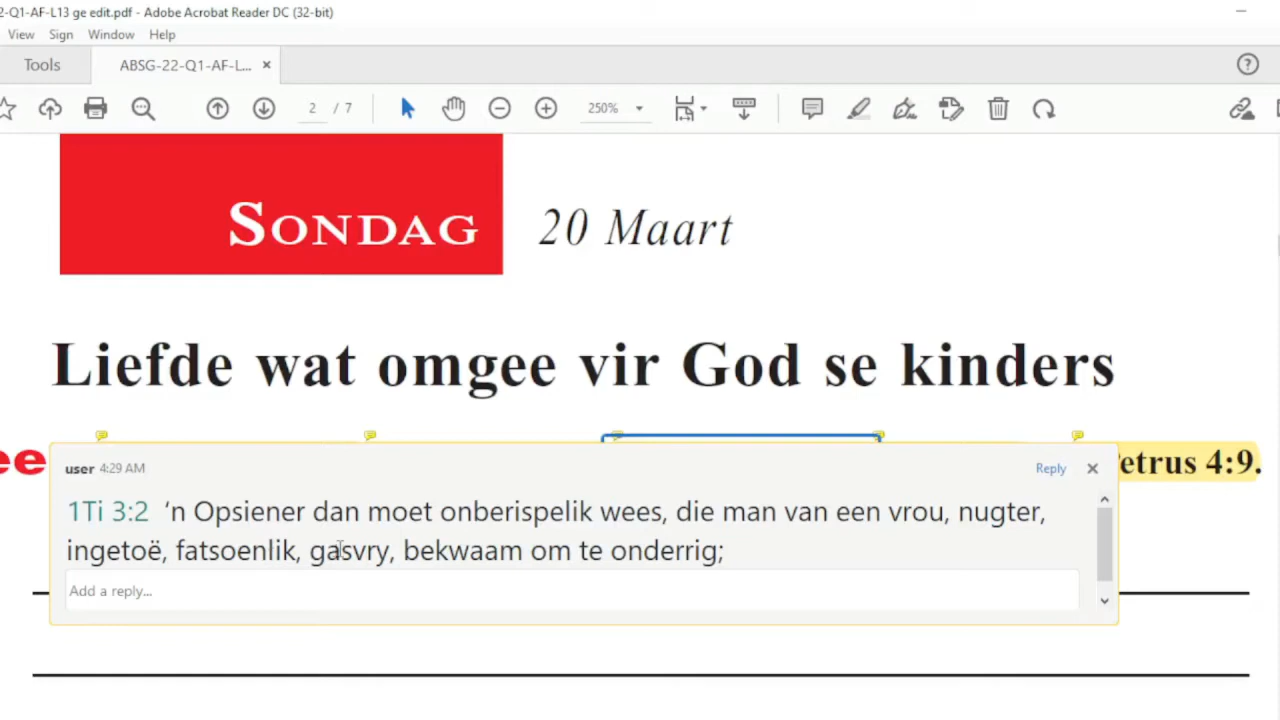 2-Q1-AF-L13 ge edit.pdf - Adobe Acrobat Reader DC (32-bit)
View Sign Window Help
Tools ABSG-22-Q1-AF-L... ×
2 / 7 250%
SONDAG 20 Maart
Liefde wat omgee vir God se kinders
ee etrus 4:9.
user 4:29 AM Reply
1Ti 3:2 ‘n Opsiener dan moet onberispelik wees, die man van een vrou, nugter,
ingetoë, fatsoenlik, gasvry, bekwaam om te onderrig;
Add a reply...